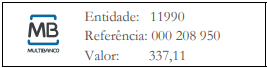 MB
MULTIBANCO
Entidade: 11990
Referência: 000 208 950
Valor: 337,11